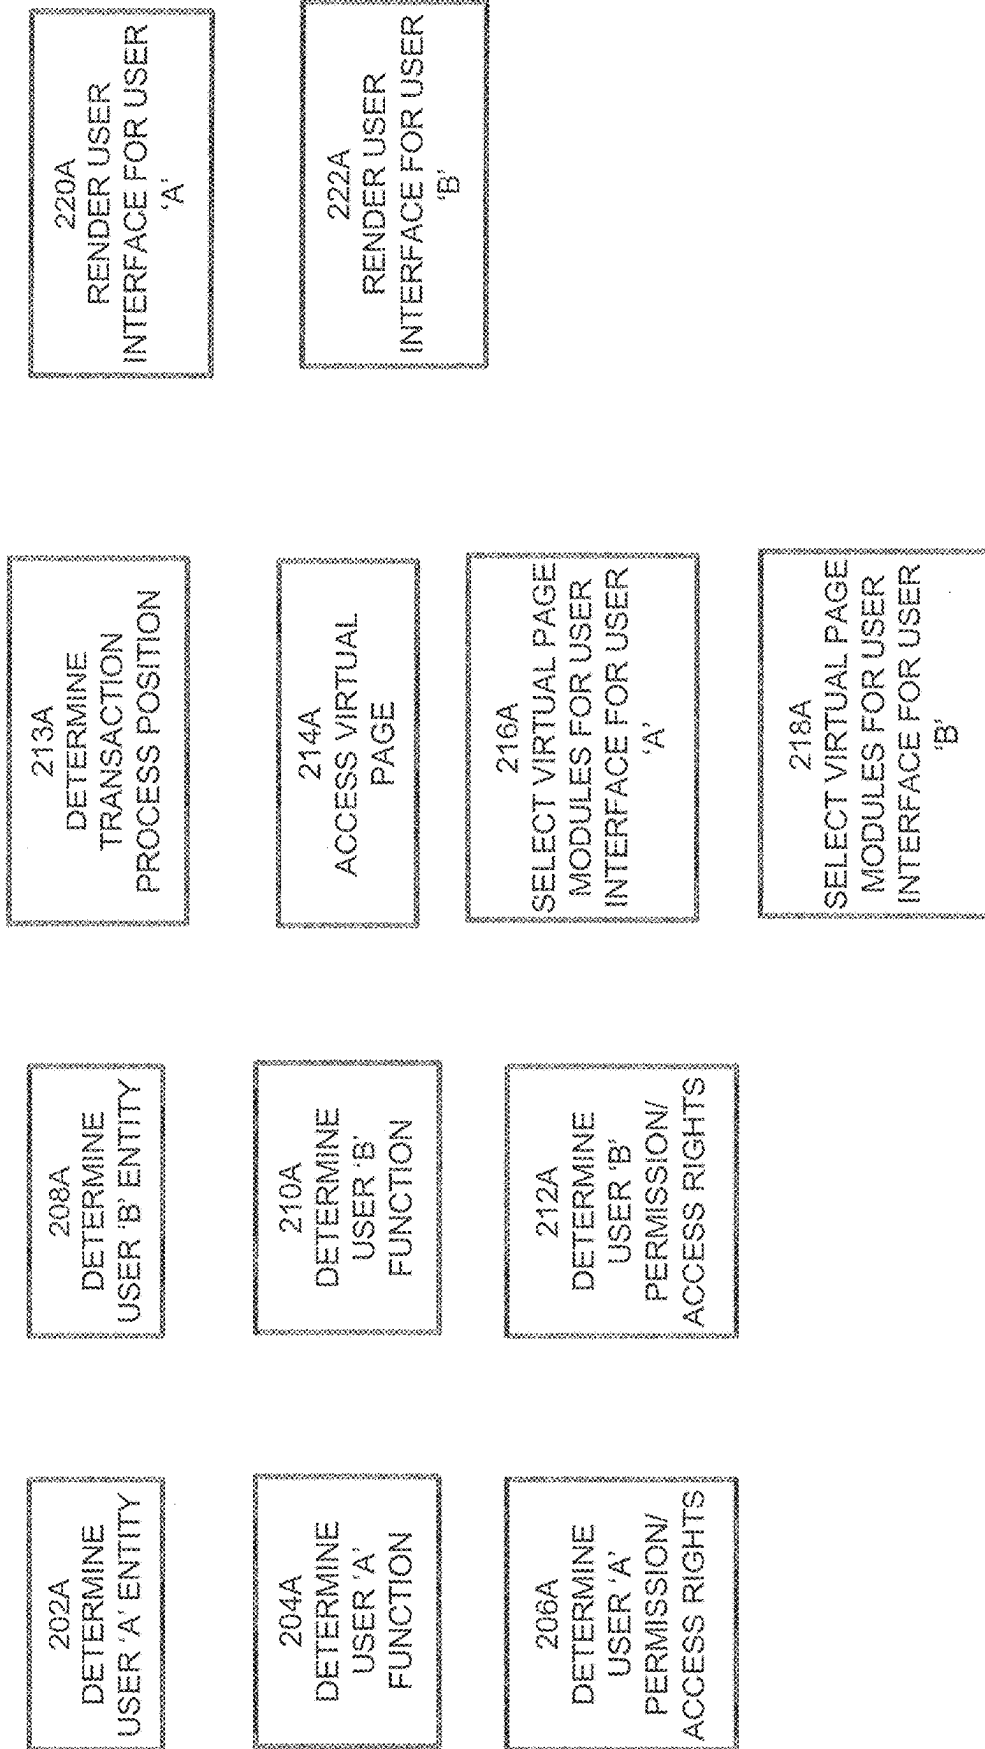 202A
DETERMINE
USER 'A' ENTITY
204A
DETERMINE
USER 'A'
FUNCTION
206A
DETERMINE
USER 'A'
PERMISSION/
ACCESS RIGHTS
208A
DETERMINE
USER 'B' ENTITY
210A
DETERMINE
USER 'B'
FUNCTION
212A
DETERMINE
USER 'B'
PERMISSION/
ACCESS RIGHTS
213A
DETERMINE
TRANSACTION
PROCESS POSITION
214A
ACCESS VIRTUAL
PAGE
216A
SELECT VIRTUAL PAGE
MODULES FOR USER
INTERFACE FOR USER
'A'
218A
SELECT VIRTUAL PAGE
MODULES FOR USER
INTERFACE FOR USER
'B'
220A
RENDER USER
INTERFACE FOR USER
'A'
222A
RENDER USER
INTERFACE FOR USER
'B'